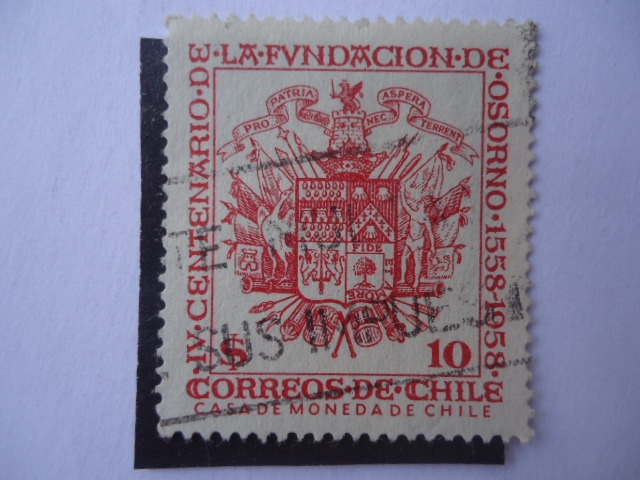 IV·CENTENARIO·DE·LA·FVNDACION·DE·OSORNO·1558-1958·
PRO PATRIA NEC ASPERA TERRENT
FIDE
$ 10
CORREOS·DE·CHILE
CASA DE MONEDA DE CHILE
SUS